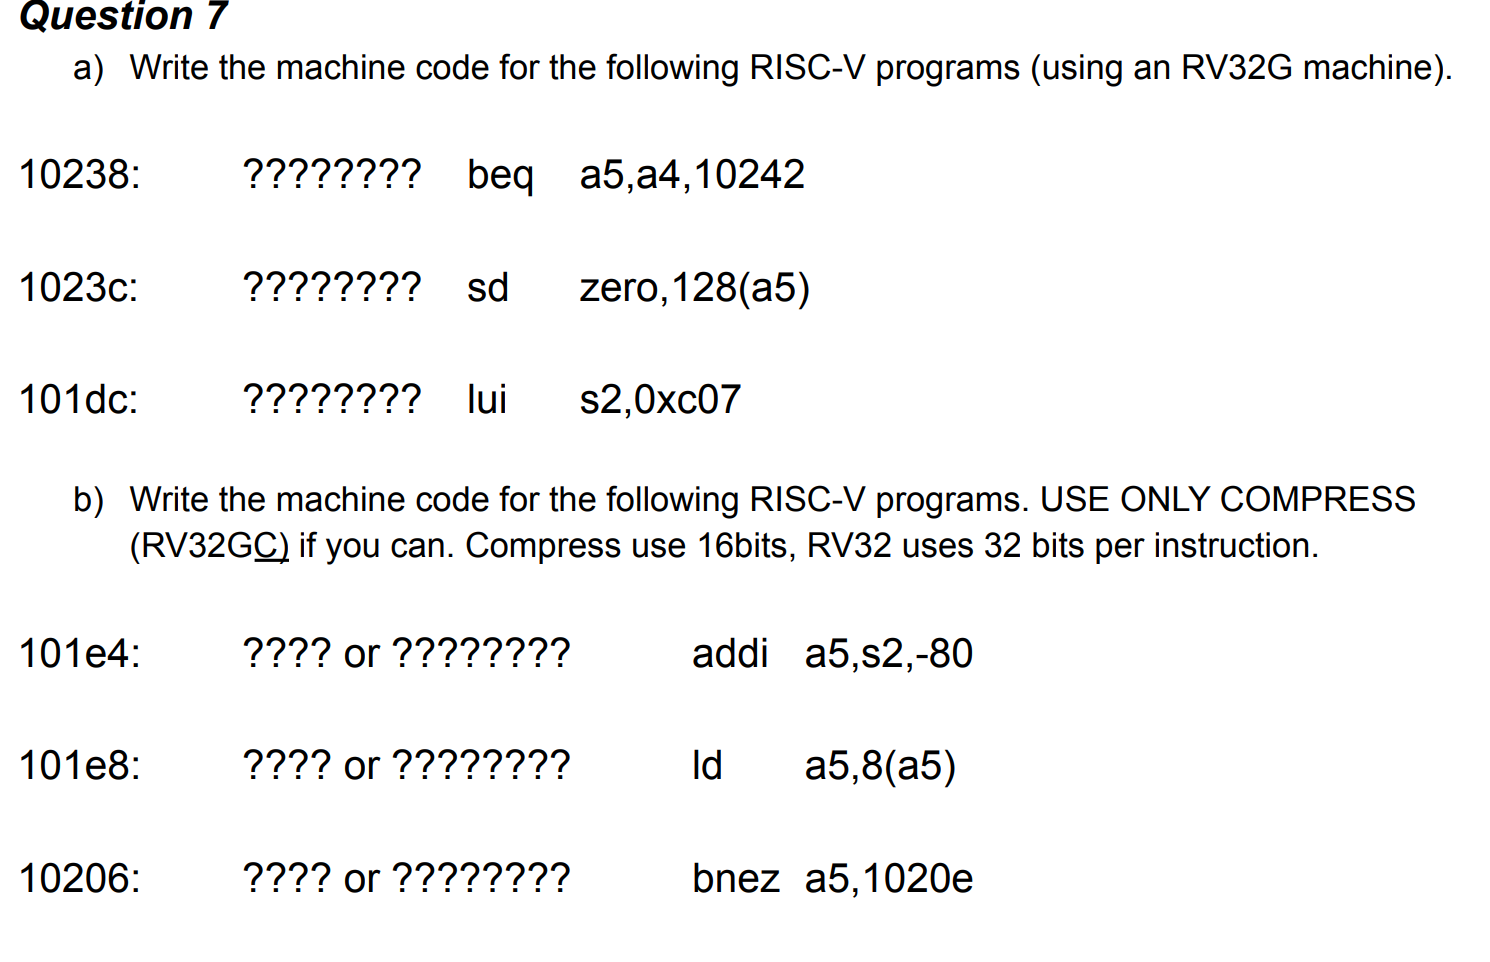 Question 7
a) Write the machine code for the following RISC-V programs (using an RV32G machine).
10238: ???????? beq a5,a4,10242
1023c: ???????? sd zero,128(a5)
101dc: ???????? lui s2,0xc07
b) Write the machine code for the following RISC-V programs. USE ONLY COMPRESS
(RV32GC) if you can. Compress use 16bits, RV32 uses 32 bits per instruction.
101e4: ???? or ???????? addi a5,s2,-80
101e8: ???? or ???????? ld a5,8(a5)
10206: ???? or ???????? bnez a5,1020e